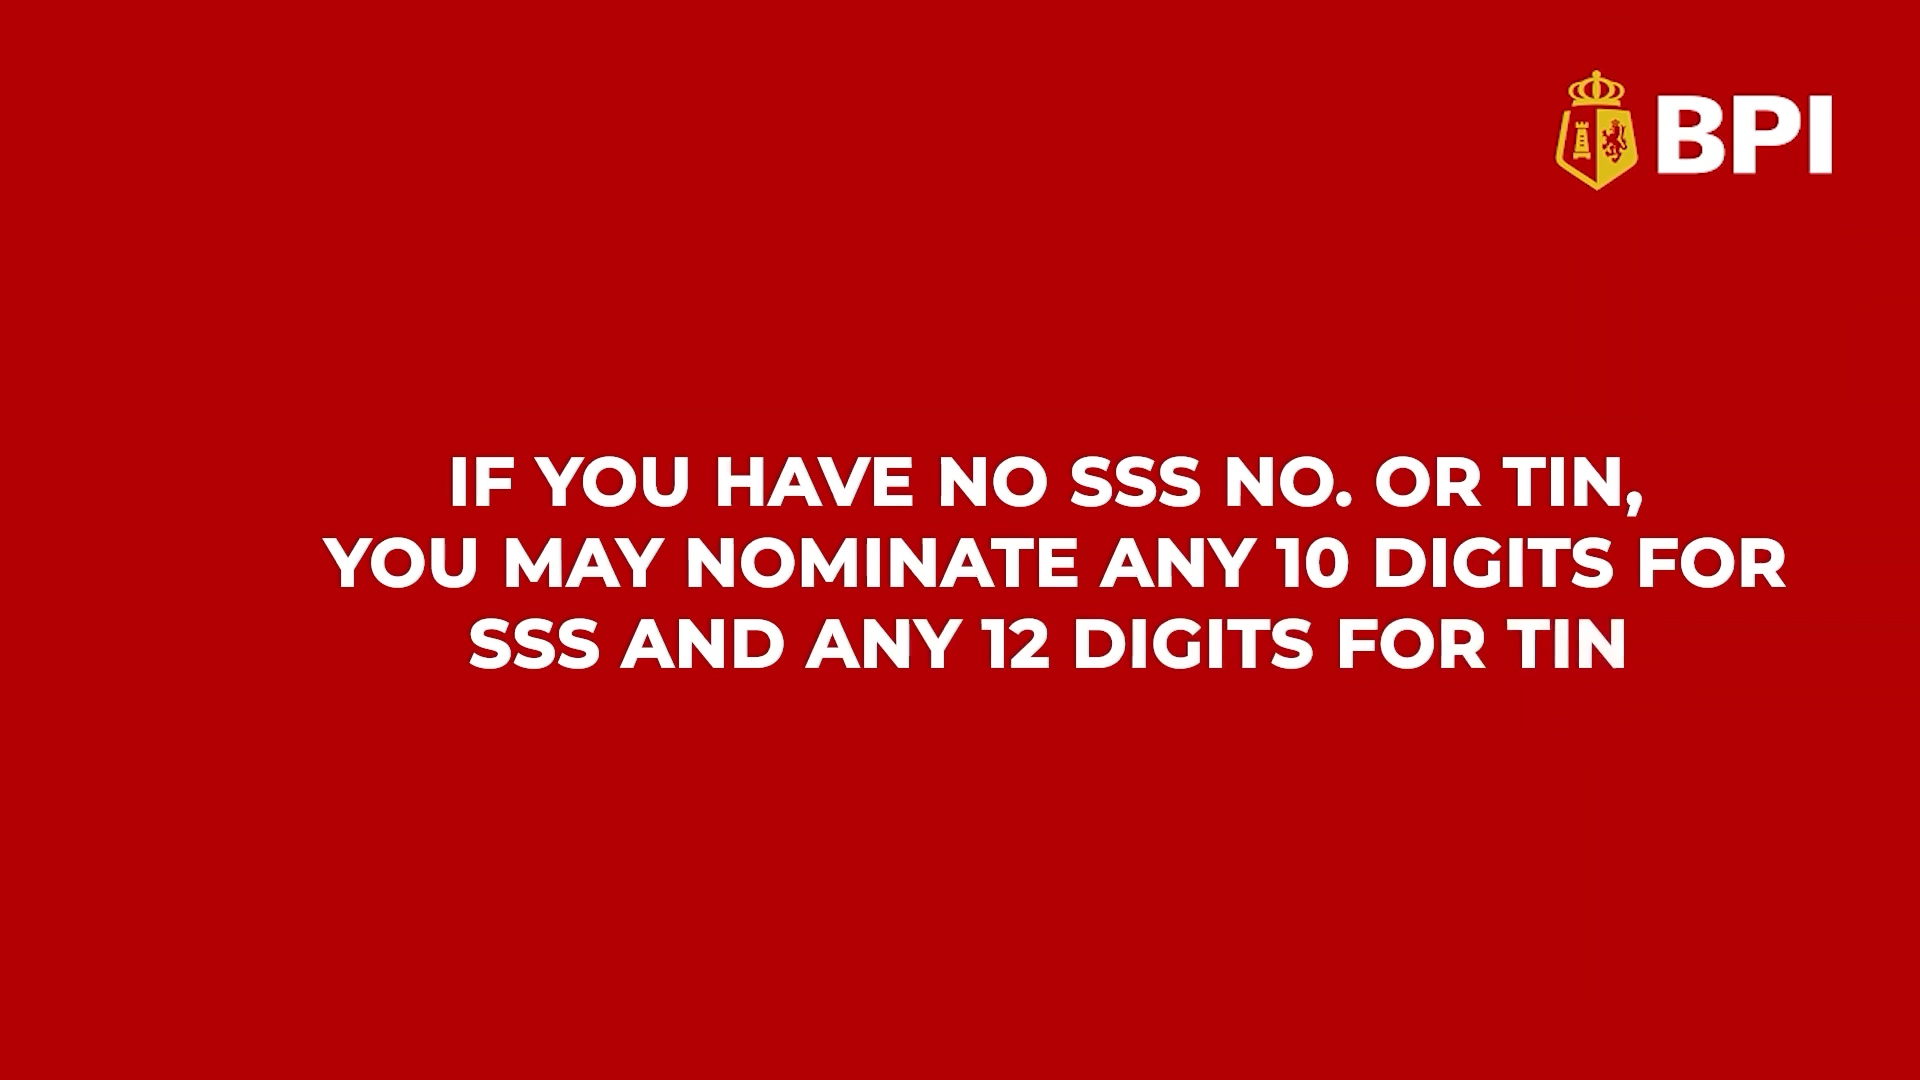 BPI
IF YOU HAVE NO SSS NO. OR TIN,
YOU MAY NOMINATE ANY 10 DIGITS FOR
SSS AND ANY 12 DIGITS FOR TIN